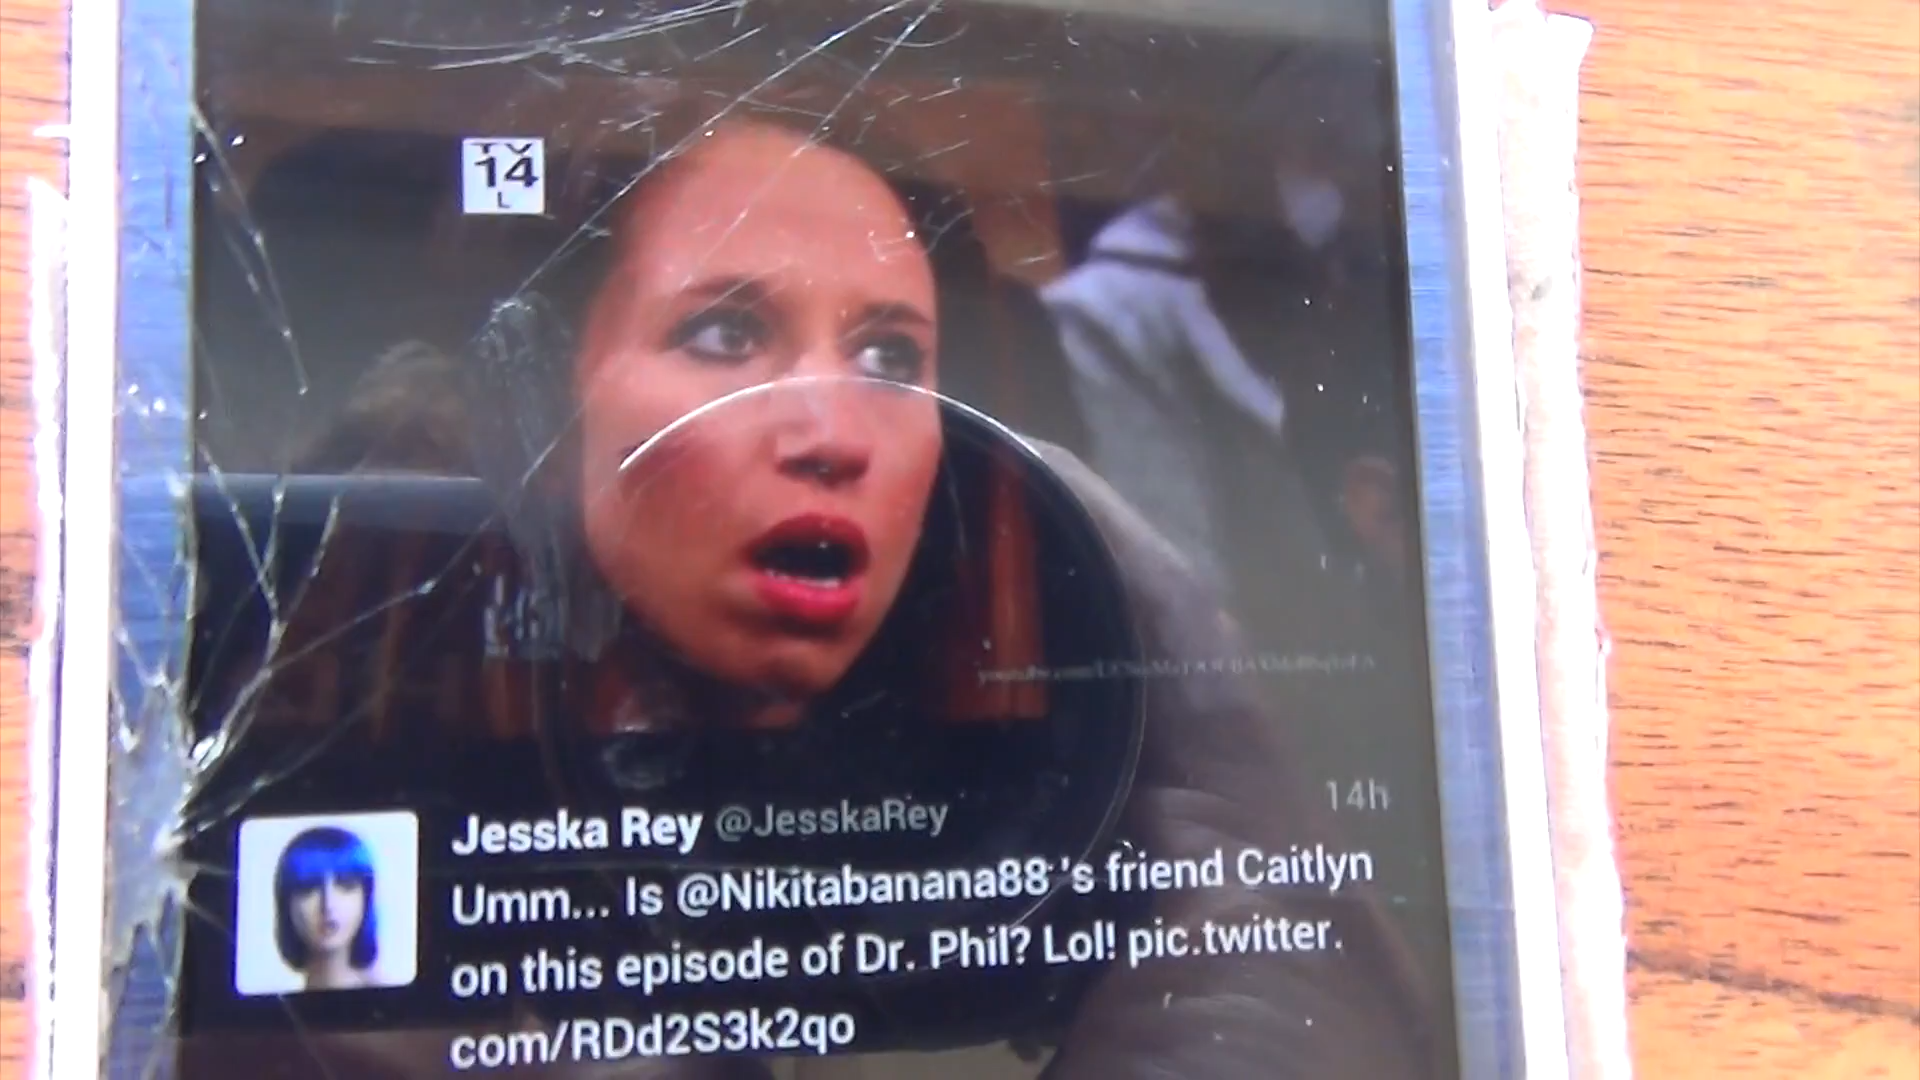 TV
14
L
Jesska Rey @JesskaRey 14h
Umm... Is @Nikitabanana88 's friend Caitlyn
on this episode of Dr. Phil? Lol! pic.twitter.
com/RDd2S3k2qo